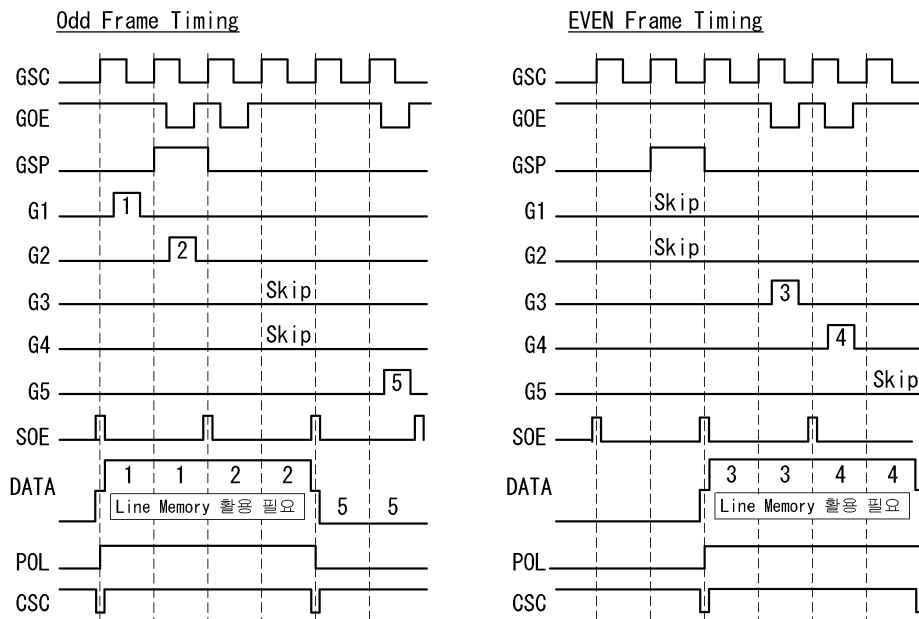 Odd Frame Timing
GSC
GOE
GSP
G1 1
G2 2
G3 Skip
G4 Skip
G5 5
SOE
DATA 1 1 2 2
Line Memory 활용 필요 5 5
POL
CSC
EVEN Frame Timing
GSC
GOE
GSP
G1 Skip
G2 Skip
G3 3
G4 4
G5 Skip
SOE
DATA 3 3 4 4
Line Memory 활용 필요
POL
CSC